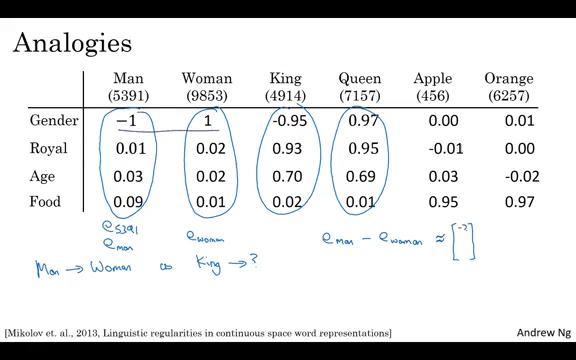 Analogies
Man Woman King Queen Apple Orange
(5391) (9853) (4914) (7157) (456) (6257)
Gender −1 1 -0.95 0.97 0.00 0.01
Royal 0.01 0.02 0.93 0.95 -0.01 0.00
Age 0.03 0.02 0.70 0.69 0.03 -0.02
Food 0.09 0.01 0.02 0.01 0.95 0.97
e5391
eman ewoman eman − ewoman ≈ [-2]
Man → Woman as King → ?
[Mikolov et. al., 2013, Linguistic regularities in continuous space word representations] Andrew Ng